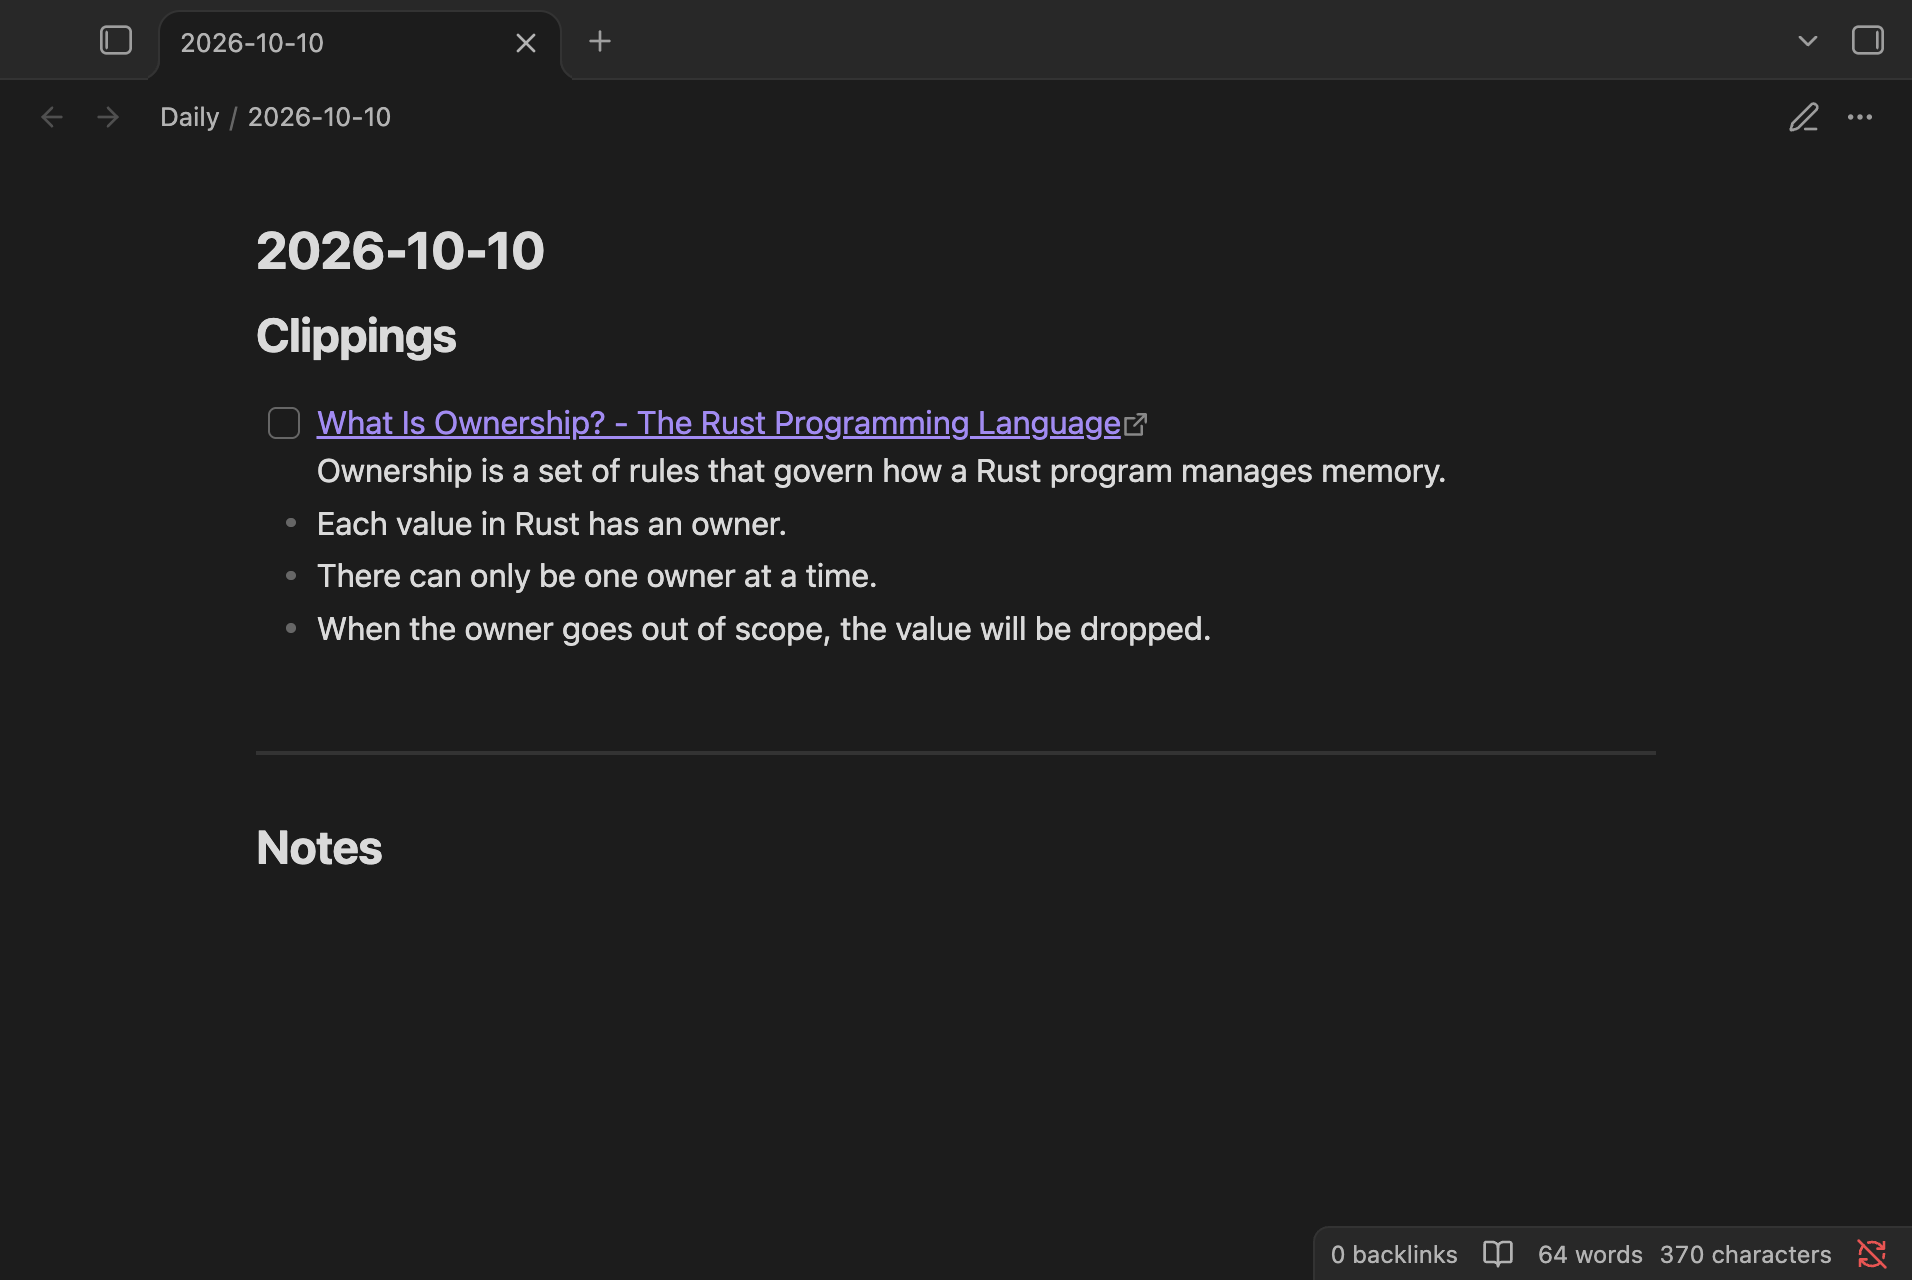 2026-10-10
Daily / 2026-10-10
2026-10-10
Clippings
What Is Ownership? - The Rust Programming Language
Ownership is a set of rules that govern how a Rust program manages memory.
Each value in Rust has an owner.
There can only be one owner at a time.
When the owner goes out of scope, the value will be dropped.
Notes
0 backlinks 64 words 370 characters